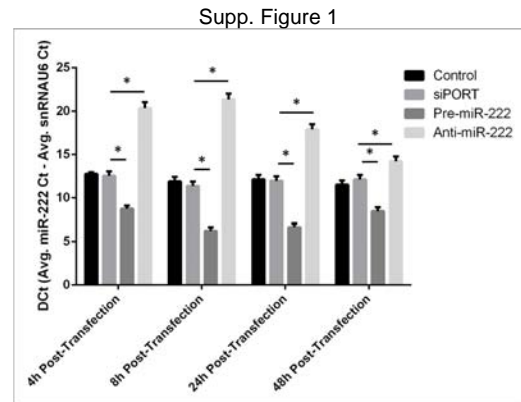 Supp. Figure 1
DCt (Avg. miR-222 Ct - Avg. snRNAU6 Ct)
25
20
15
10
5
0
* * * *
* * * *
Control
siPORT
Pre-miR-222
Anti-miR-222
4h Post-Transfection
8h Post-Transfection
24h Post-Transfection
48h Post-Transfection